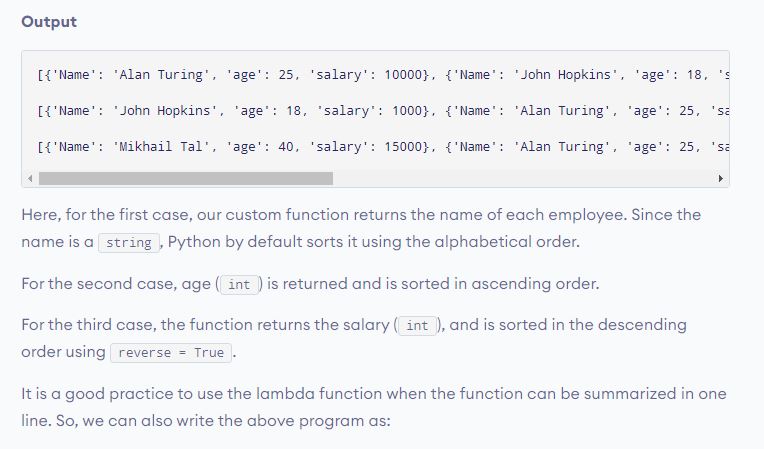 Output
[{'Name': 'Alan Turing', 'age': 25, 'salary': 10000}, {'Name': 'John Hopkins', 'age': 18, 's
[{'Name': 'John Hopkins', 'age': 18, 'salary': 1000}, {'Name': 'Alan Turing', 'age': 25, 'sa
[{'Name': 'Mikhail Tal', 'age': 40, 'salary': 15000}, {'Name': 'Alan Turing', 'age': 25, 'sa
Here, for the first case, our custom function returns the name of each employee. Since the
name is a string, Python by default sorts it using the alphabetical order.
For the second case, age (int) is returned and is sorted in ascending order.
For the third case, the function returns the salary (int), and is sorted in the descending
order using reverse = True.
It is a good practice to use the lambda function when the function can be summarized in one
line. So, we can also write the above program as: